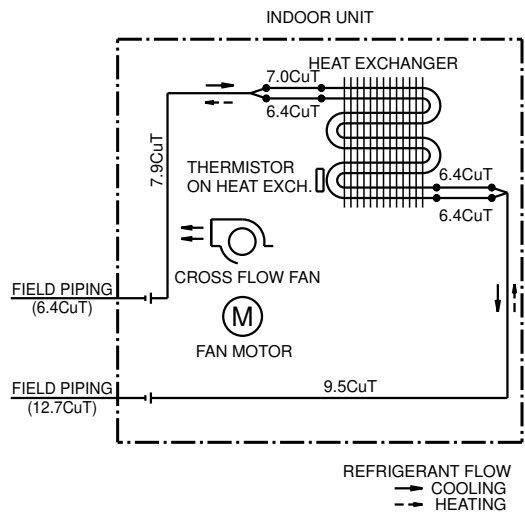 INDOOR UNIT
HEAT EXCHANGER
7.0CuT
6.4CuT
7.9CuT
THERMISTOR
ON HEAT EXCH.
6.4CuT
6.4CuT
CROSS FLOW FAN
FIELD PIPING
(6.4CuT)
M
FAN MOTOR
9.5CuT
FIELD PIPING
(12.7CuT)
REFRIGERANT FLOW
COOLING
HEATING